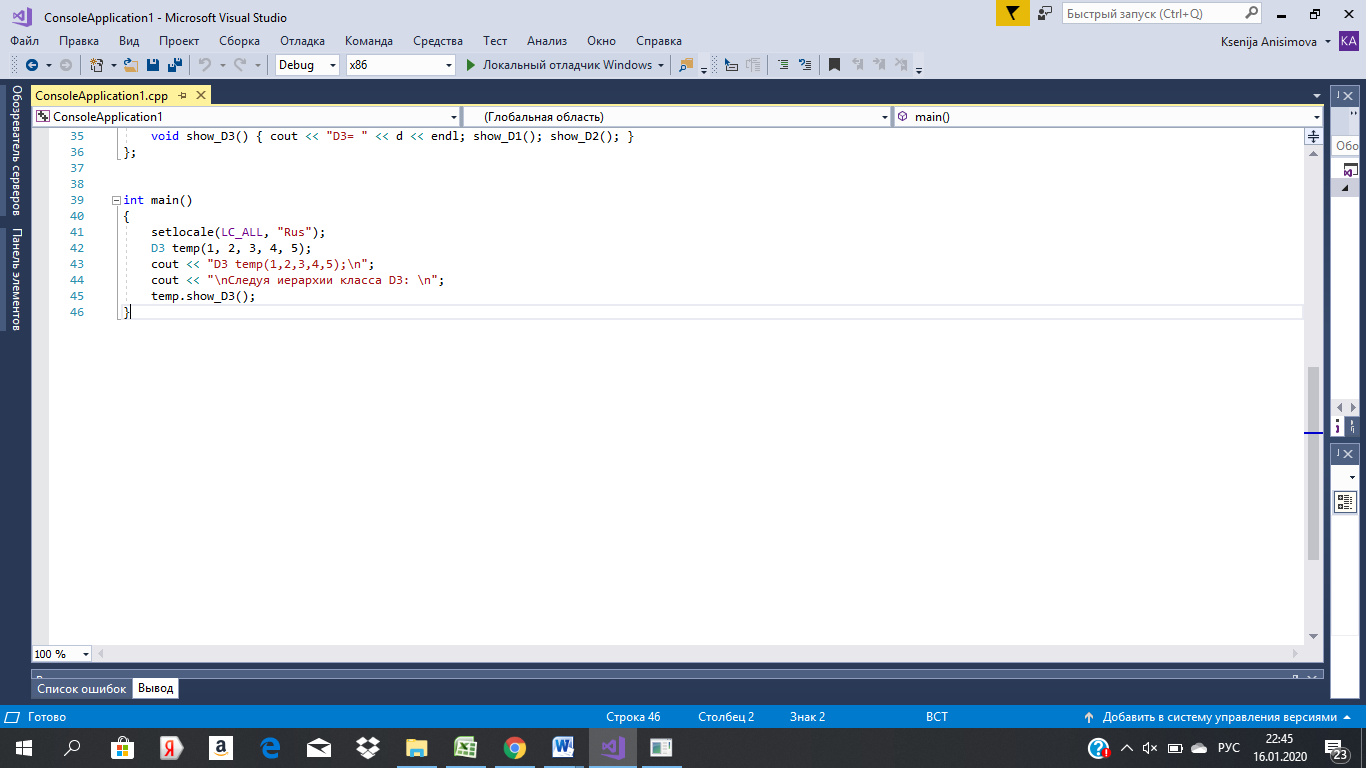 ConsoleApplication1 - Microsoft Visual Studio
Быстрый запуск (Ctrl+Q)
Файл Правка Вид Проект Сборка Отладка Команда Средства Тест Анализ Окно Справка
Ksenija Anisimova KA
Debug x86 Локальный отладчик Windows
Обозреватель серверов
Панель элементов
ConsoleApplication1.cpp
ConsoleApplication1 (Глобальная область) main()
Обо
35 void show_D3() { cout << "D3= " << d << endl; show_D1(); show_D2(); }
36 };
37
38
39 int main()
40 {
41 setlocale(LC_ALL, "Rus");
42 D3 temp(1, 2, 3, 4, 5);
43 cout << "D3 temp(1,2,3,4,5);\n";
44 cout << "\nСледуя иерархии класса D3: \n";
45 temp.show_D3();
46 }
100 %
Список ошибок Вывод
Готово Строка 46 Столбец 2 Знак 2 ВСТ Добавить в систему управления версиями
РУС
22:45
16.01.2020
23